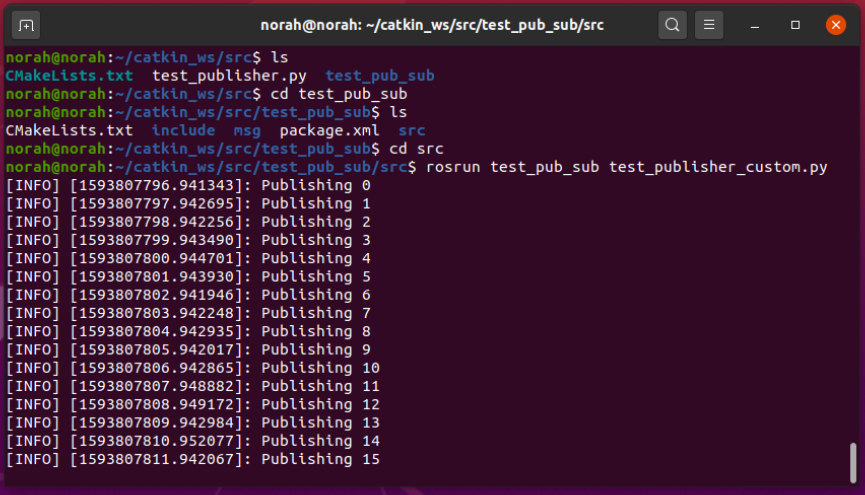 norah@norah: ~/catkin_ws/src/test_pub_sub/src
norah@norah:~/catkin_ws/src$ ls
CMakeLists.txt  test_publisher.py  test_pub_sub
norah@norah:~/catkin_ws/src$ cd test_pub_sub
norah@norah:~/catkin_ws/src/test_pub_sub$ ls
CMakeLists.txt  include  msg  package.xml  src
norah@norah:~/catkin_ws/src/test_pub_sub$ cd src
norah@norah:~/catkin_ws/src/test_pub_sub/src$ rosrun test_pub_sub test_publisher_custom.py
[INFO] [1593807796.941343]: Publishing 0
[INFO] [1593807797.942695]: Publishing 1
[INFO] [1593807798.942256]: Publishing 2
[INFO] [1593807799.943490]: Publishing 3
[INFO] [1593807800.944701]: Publishing 4
[INFO] [1593807801.943930]: Publishing 5
[INFO] [1593807802.941946]: Publishing 6
[INFO] [1593807803.942248]: Publishing 7
[INFO] [1593807804.942935]: Publishing 8
[INFO] [1593807805.942017]: Publishing 9
[INFO] [1593807806.942865]: Publishing 10
[INFO] [1593807807.948882]: Publishing 11
[INFO] [1593807808.949172]: Publishing 12
[INFO] [1593807809.942984]: Publishing 13
[INFO] [1593807810.952077]: Publishing 14
[INFO] [1593807811.942067]: Publishing 15